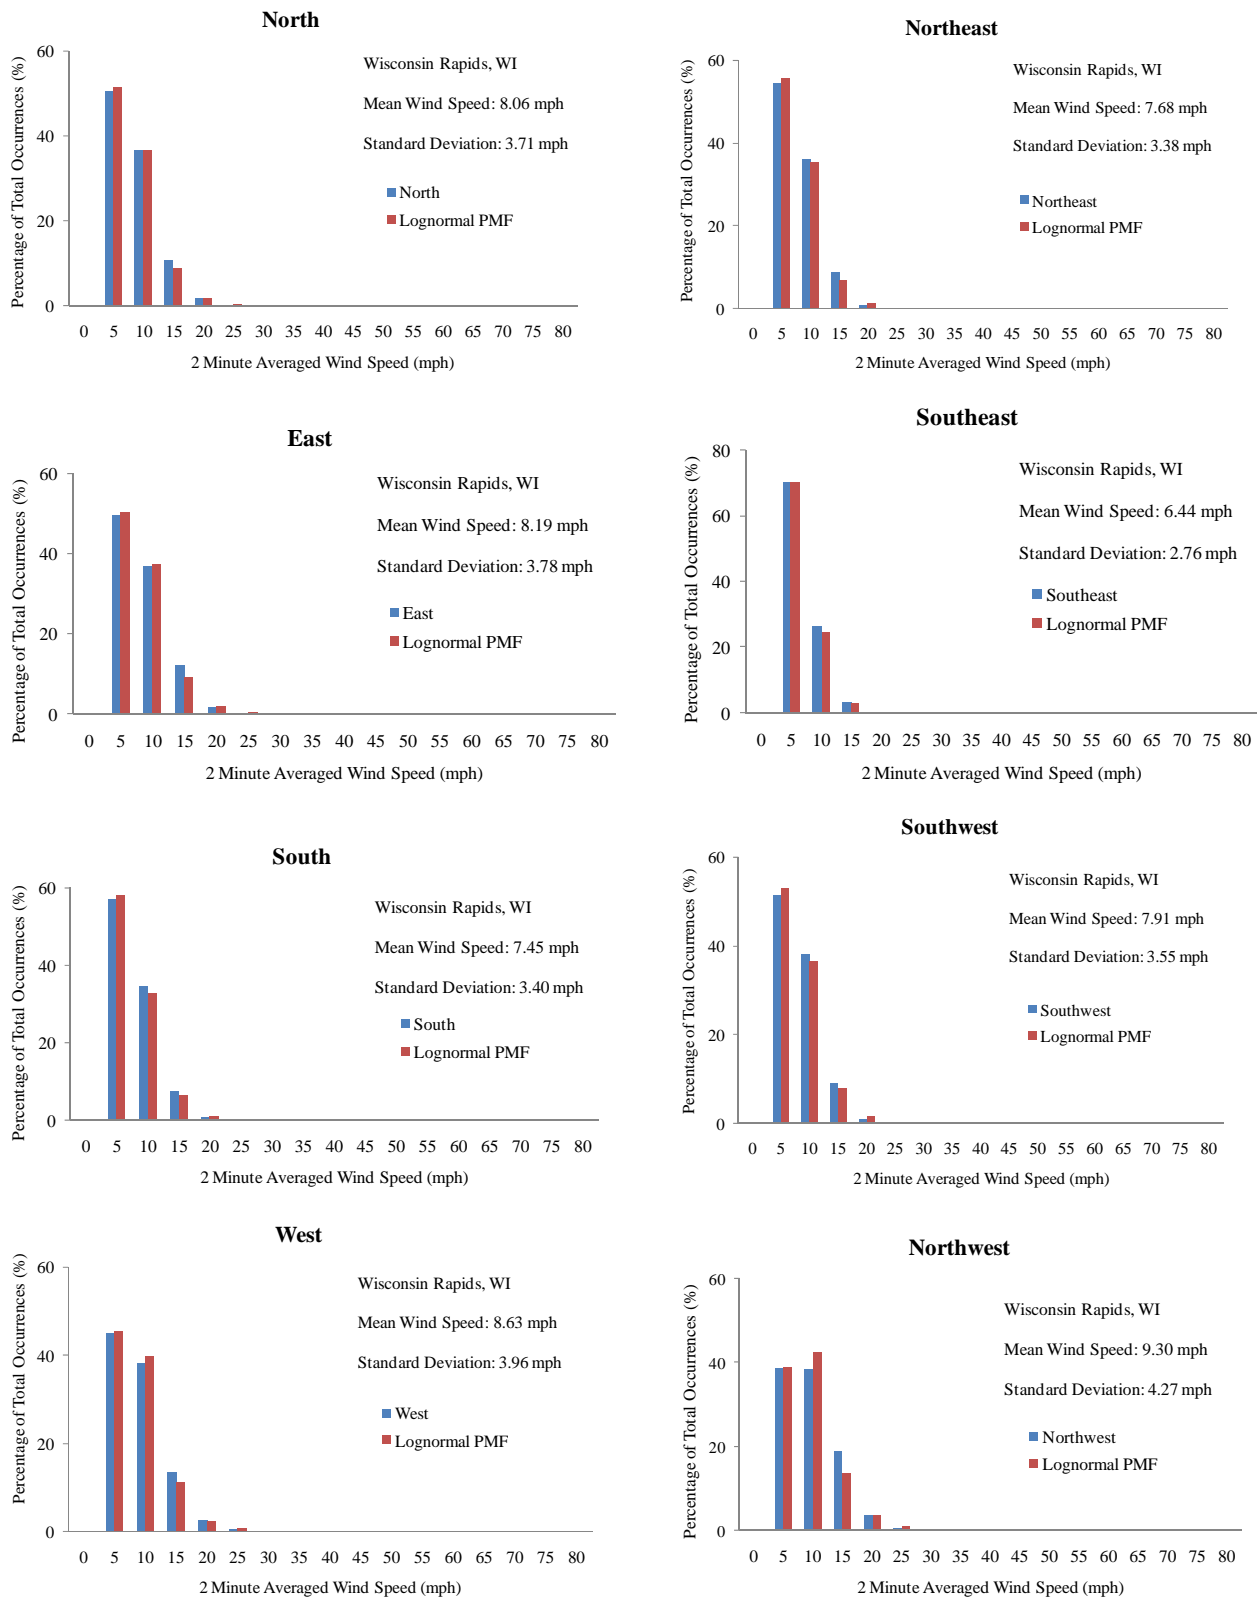 North
Percentage of Total Occurrences (%)
60
40
20
0
Wisconsin Rapids, WI
Mean Wind Speed: 8.06 mph
Standard Deviation: 3.71 mph
North
Lognormal PMF
0 5 10 15 20 25 30 35 40 45 50 55 60 65 70 75 80
2 Minute Averaged Wind Speed (mph)
Northeast
Percentage of Total Occurrences (%)
60
40
20
0
Wisconsin Rapids, WI
Mean Wind Speed: 7.68 mph
Standard Deviation: 3.38 mph
Northeast
Lognormal PMF
0 5 10 15 20 25 30 35 40 45 50 55 60 65 70 75 80
2 Minute Averaged Wind Speed (mph)
East
Percentage of Total Occurrences (%)
60
40
20
0
Wisconsin Rapids, WI
Mean Wind Speed: 8.19 mph
Standard Deviation: 3.78 mph
East
Lognormal PMF
0 5 10 15 20 25 30 35 40 45 50 55 60 65 70 75 80
2 Minute Averaged Wind Speed (mph)
Southeast
Percentage of Total Occurrences (%)
80
60
40
20
0
Wisconsin Rapids, WI
Mean Wind Speed: 6.44 mph
Standard Deviation: 2.76 mph
Southeast
Lognormal PMF
0 5 10 15 20 25 30 35 40 45 50 55 60 65 70 75 80
2 Minute Averaged Wind Speed (mph)
South
Percentage of Total Occurrences (%)
60
40
20
0
Wisconsin Rapids, WI
Mean Wind Speed: 7.45 mph
Standard Deviation: 3.40 mph
South
Lognormal PMF
0 5 10 15 20 25 30 35 40 45 50 55 60 65 70 75 80
2 Minute Averaged Wind Speed (mph)
Southwest
Percentage of Total Occurrences (%)
60
40
20
0
Wisconsin Rapids, WI
Mean Wind Speed: 7.91 mph
Standard Deviation: 3.55 mph
Southwest
Lognormal PMF
0 5 10 15 20 25 30 35 40 45 50 55 60 65 70 75 80
2 Minute Averaged Wind Speed (mph)
West
Percentage of Total Occurrences (%)
60
40
20
0
Wisconsin Rapids, WI
Mean Wind Speed: 8.63 mph
Standard Deviation: 3.96 mph
West
Lognormal PMF
0 5 10 15 20 25 30 35 40 45 50 55 60 65 70 75 80
2 Minute Averaged Wind Speed (mph)
Northwest
Percentage of Total Occurrences (%)
60
40
20
0
Wisconsin Rapids, WI
Mean Wind Speed: 9.30 mph
Standard Deviation: 4.27 mph
Northwest
Lognormal PMF
0 5 10 15 20 25 30 35 40 45 50 55 60 65 70 75 80
2 Minute Averaged Wind Speed (mph)